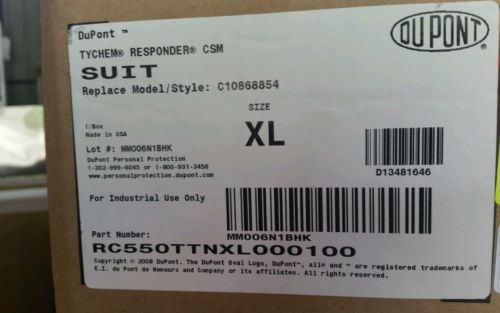 DuPont ™
TYCHEM® RESPONDER® CSM
SUIT
Replace Model/Style: C10868854
DUPONT
SIZE
XL
1/Box
Made in USA
Lot #: MM006N1BHK
DuPont Personal Protection
1-302-999-6045 or 1-800-931-3456
www.personalprotection.dupont.com
D13481646
For Industrial Use Only
MM006N1BHK
Part Number:
RC550TTNXL000100
Copyright © 2008 DuPont. The DuPont Oval Logo, DuPont™, all® and ™ are registered trademarks of
E.I. du Pont de Nemours and Company or its affiliates. All rights reserved.